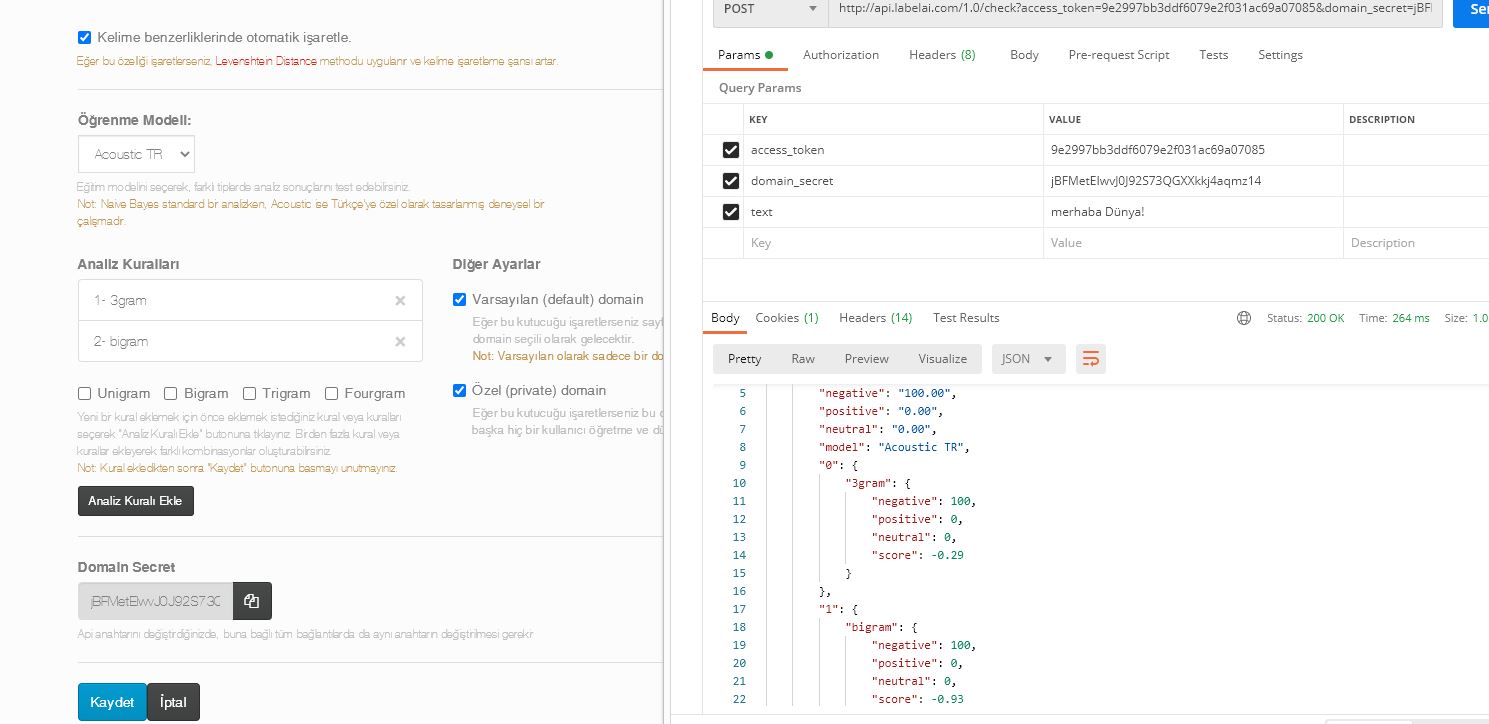 Kelime benzerliklerinde otomatik işaretle.
Eğer bu özelliği işaretlerseniz, Levenshtein Distance methodu uygulanır ve kelime işaretleme şansı artar.
Öğrenme Modeli:
Acoustic TR
Eğitim modelini seçerek, farklı tiplerde analiz sonuçlarını test edebilirsiniz.
Not: Naive Bayes standard bir analizken, Acoustic ise Türkçe'ye özel olarak tasarlanmış deneysel bir
çalışmadır.
Analiz Kuralları
1- 3gram
2- bigram
Unigram Bigram Trigram Fourgram
Yeni bir kural eklemek için önce eklemek istediğiniz kural veya kuralları
seçerek "Analiz Kuralı Ekle" butonuna tıklayınız. Birden fazla kural veya
kurallar ekleyerek farklı kombinasyonlar oluşturabilirsiniz.
Not: Kural ekledikten sonra "Kaydet" butonuna basmayı unutmayınız.
Analiz Kuralı Ekle
Diğer Ayarlar
Varsayılan (default) domain
Eğer bu kutucuğu işaretlerseniz sayf
domain seçili olarak gelecektir.
Not: Varsayılan olarak sadece bir do
Özel (private) domain
Eğer bu kutucuğu işaretlerseniz bu d
başka hiç bir kullanıcı öğretme ve dü
Domain Secret
jBFMetElwvJ0J92S73Q
Api anahtarını değiştirdiğinizde, buna bağlı tüm bağlantılarda da aynı anahtarın değiştirilmesi gerekir
Kaydet İptal
POST http://api.labelai.com/1.0/check?access_token=9e2997bb3ddf6079e2f031ac69a07085&domain_secret=jBFI Se
Params Authorization Headers (8) Body Pre-request Script Tests Settings
Query Params
KEY VALUE DESCRIPTION
access_token 9e2997bb3ddf6079e2f031ac69a07085
domain_secret jBFMetElwvJ0J92S73QGXXkkj4aqmz14
text merhaba Dünya!
Key Value Description
Body Cookies (1) Headers (14) Test Results Status: 200 OK Time: 264 ms Size: 1.0
Pretty Raw Preview Visualize JSON
5 "negative": "100.00",
6 "positive": "0.00",
7 "neutral": "0.00",
8 "model": "Acoustic TR",
9 "0": {
10 "3gram": {
11 "negative": 100,
12 "positive": 0,
13 "neutral": 0,
14 "score": -0.29
15 }
16 },
17 "1": {
18 "bigram": {
19 "negative": 100,
20 "positive": 0,
21 "neutral": 0,
22 "score": -0.93